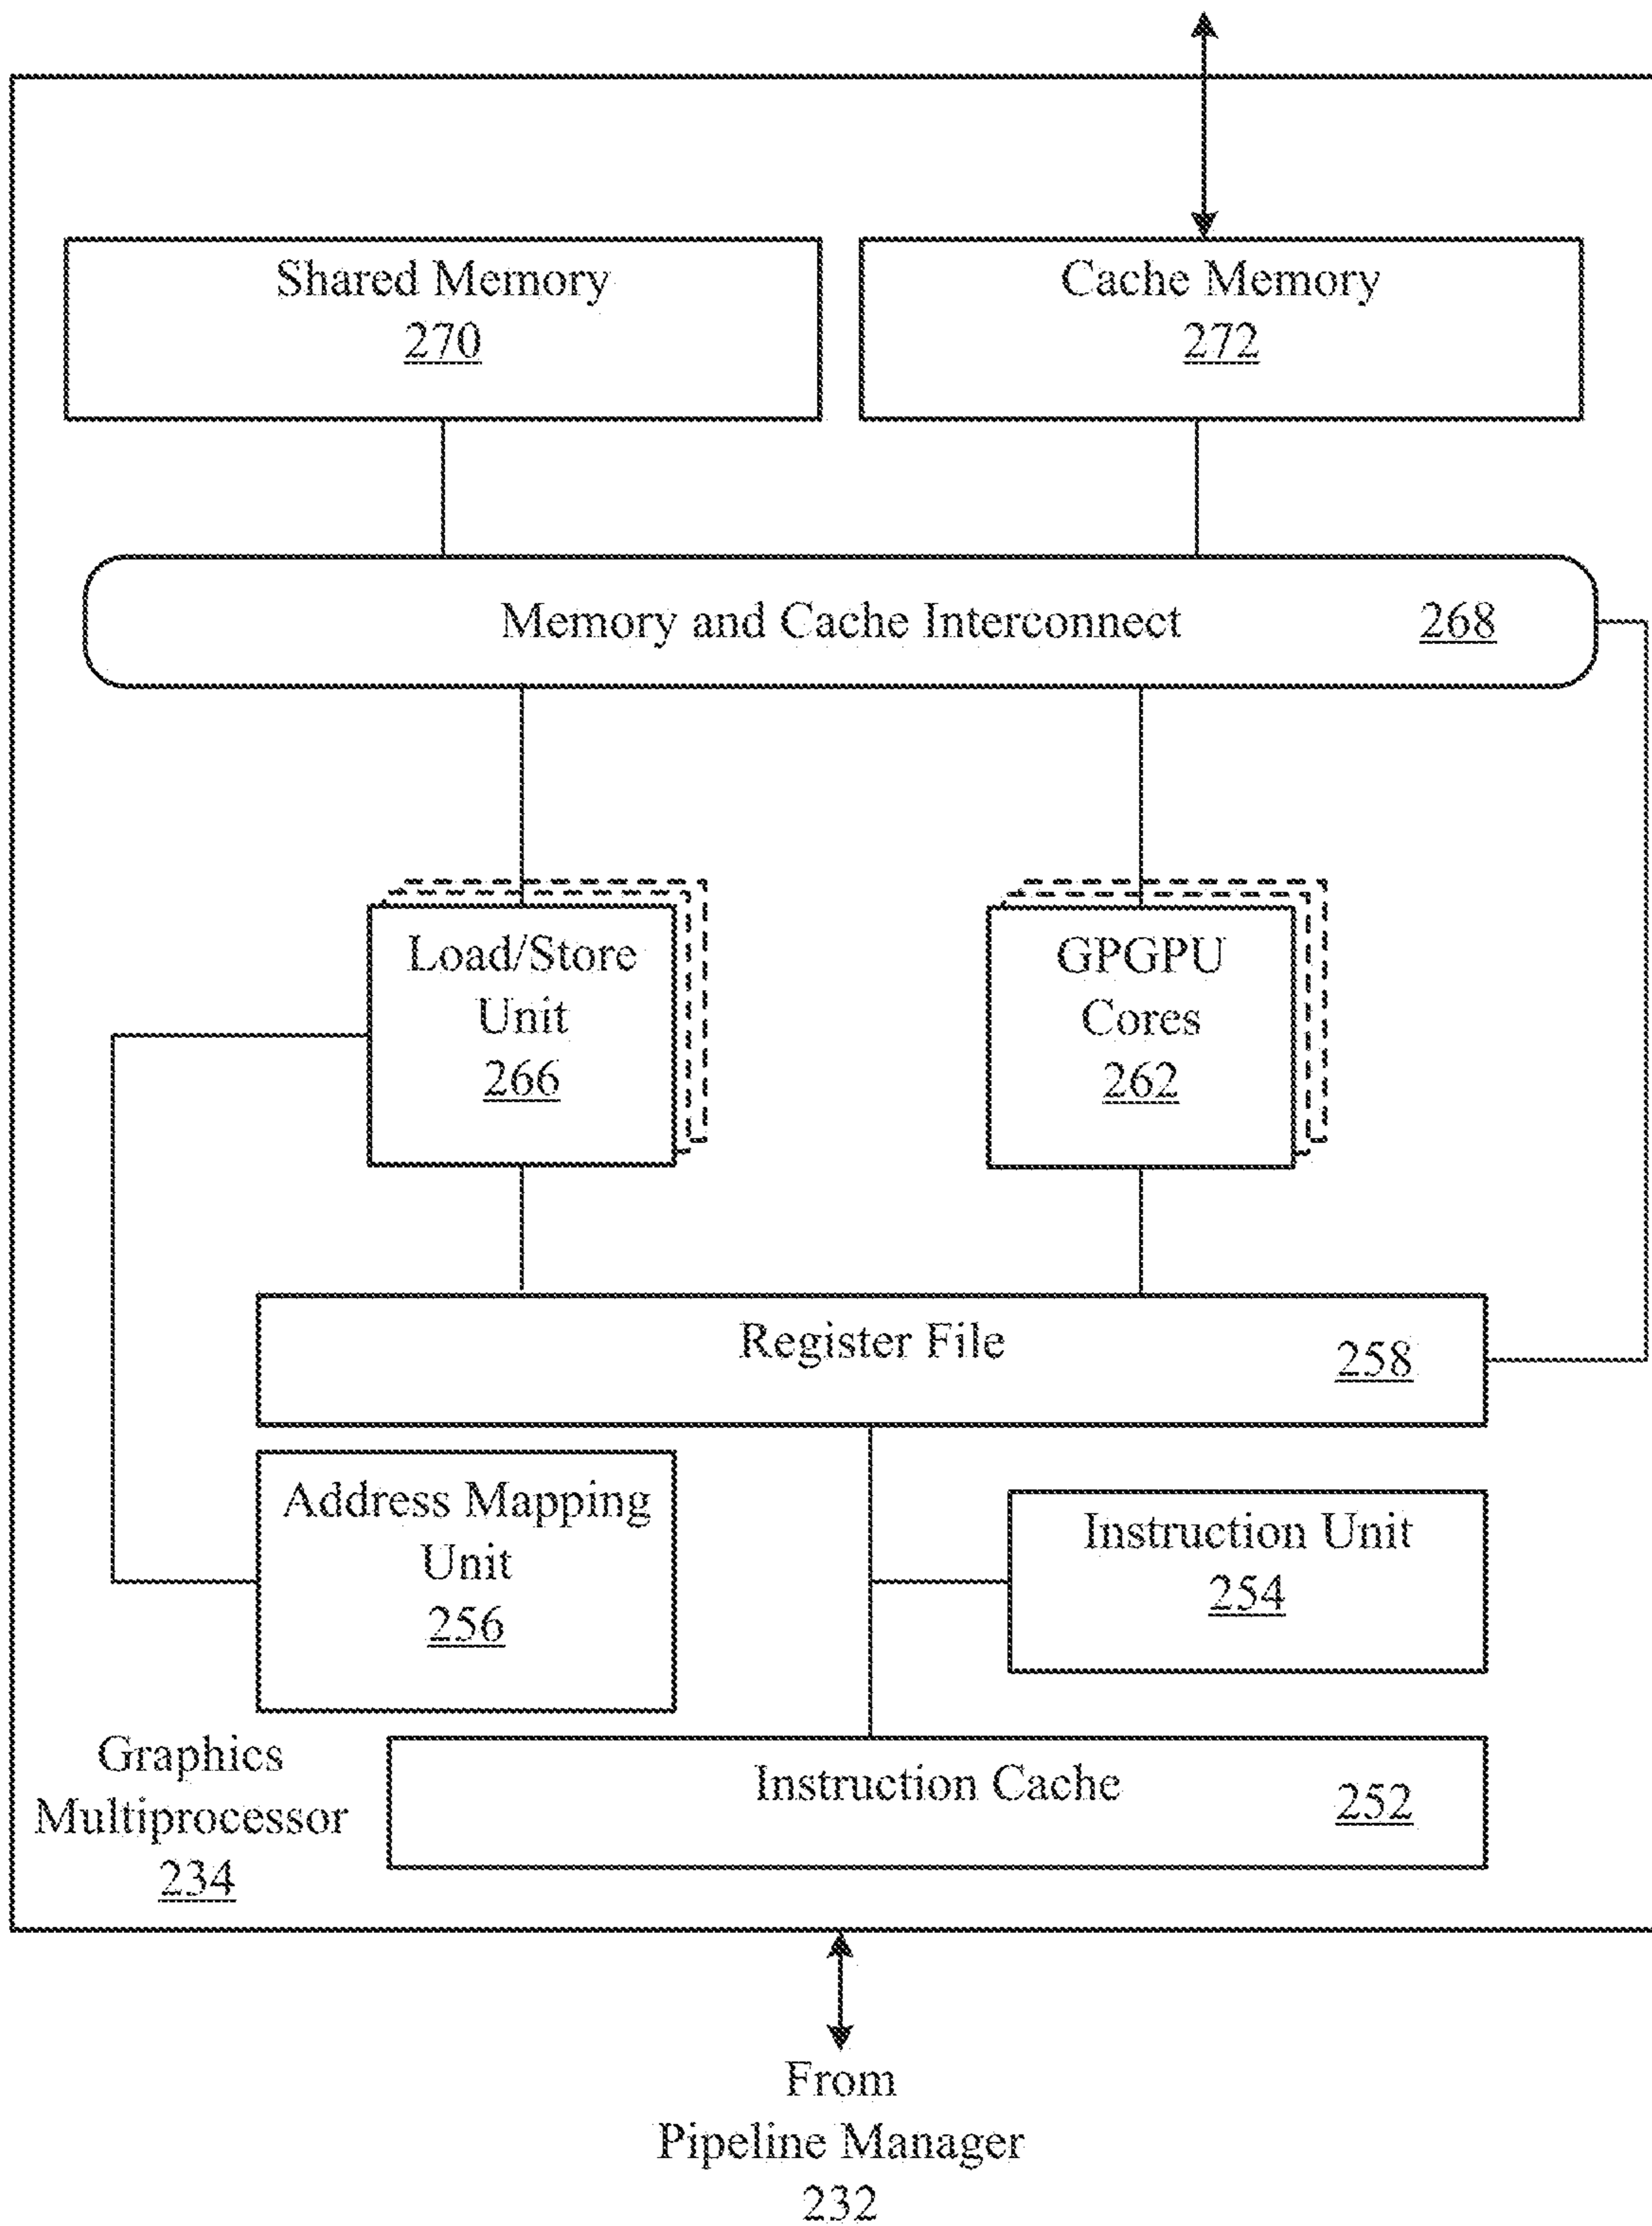 Shared Memory
270
Cache Memory
272
Memory and Cache Interconnect 268
Load/Store
Unit
266
GPGPU
Cores
262
Register File 258
Address Mapping
Unit
256
Instruction Unit
254
Graphics
Multiprocessor
234
Instruction Cache 252
From
Pipeline Manager
232